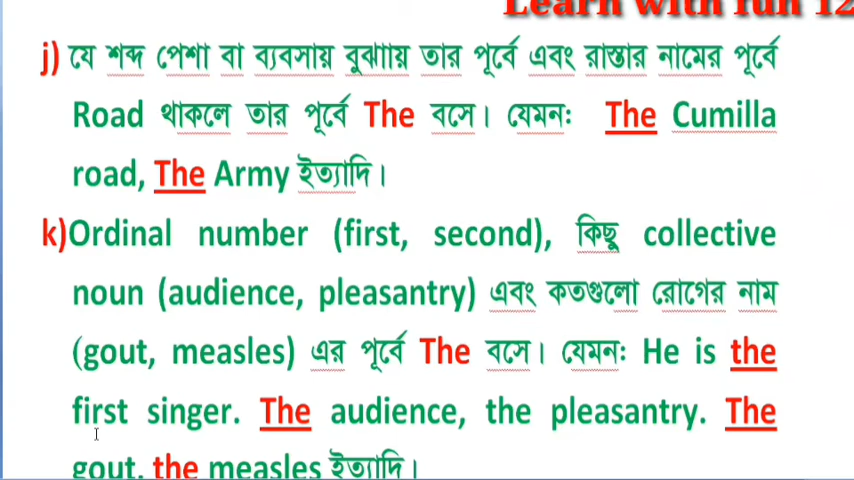 Learn with fun 12
j) যে শব্দ পেশা বা ব্যবসায় বুঝাায় তার পূর্বে এবং রাস্তার নামের পূর্বে
Road থাকলে তার পূর্বে The বসে। যেমনঃ The Cumilla
road, The Army ইত্যাদি।
k)Ordinal number (first, second), কিছু collective
noun (audience, pleasantry) এবং কতগুলো রোগের নাম
(gout, measles) এর পূর্বে The বসে। যেমনঃ He is the
first singer. The audience, the pleasantry. The
gout, the measles ইত্যাদি।